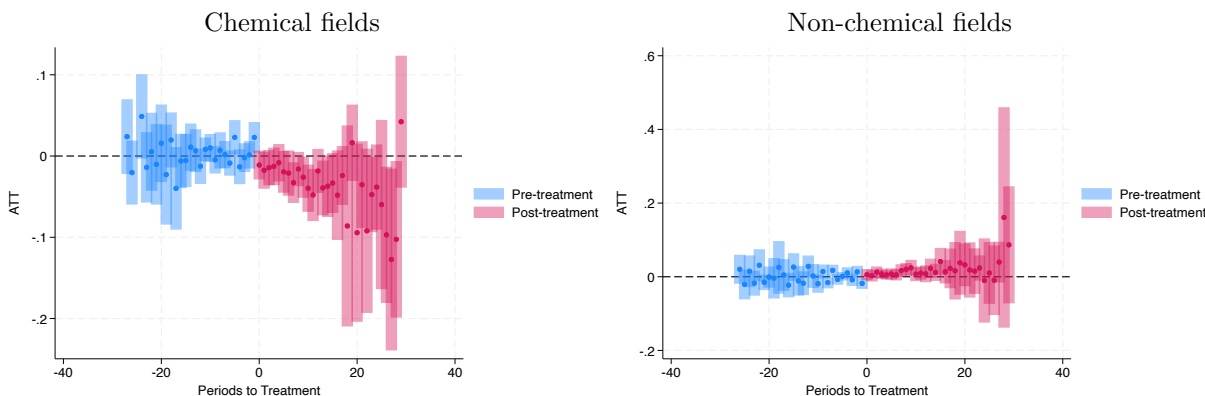 Chemical fields
.1
0
-.1
-.2
ATT
-40
-20
0
20
40
Periods to Treatment
Pre-treatment
Post-treatment
Non-chemical fields
.6
.4
.2
0
-.2
ATT
-40
-20
0
20
40
Periods to Treatment
Pre-treatment
Post-treatment